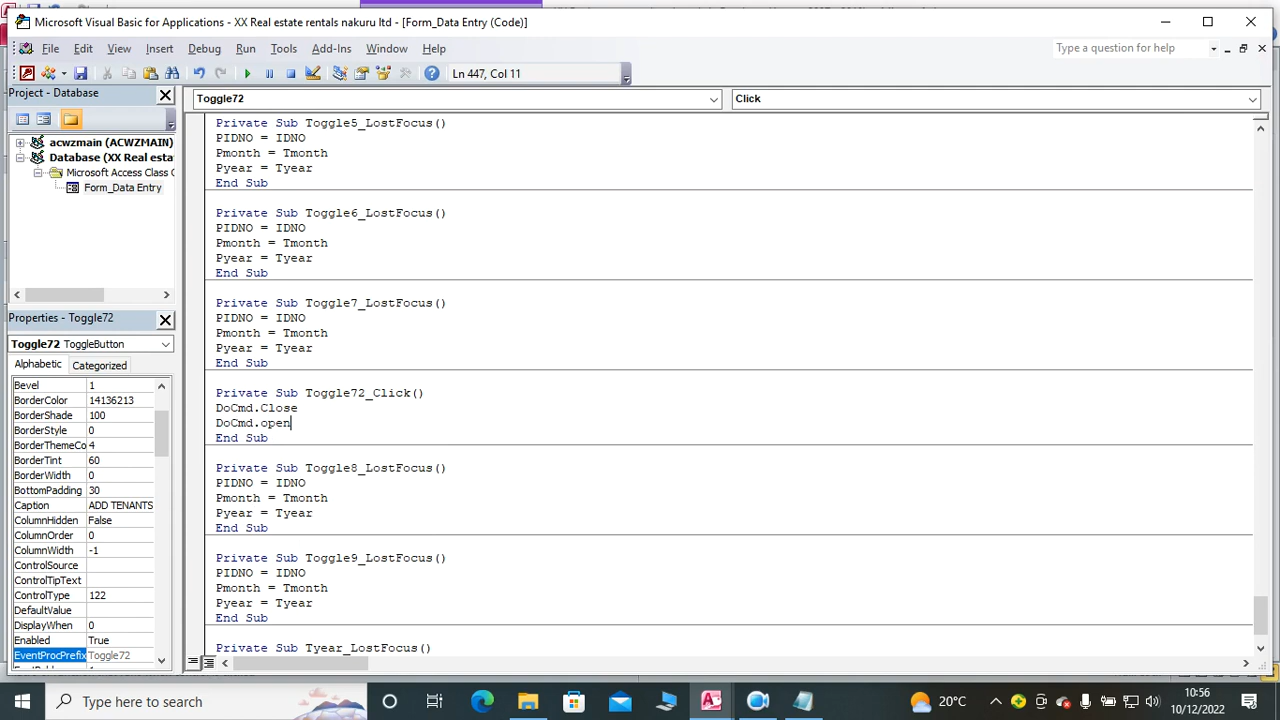 Microsoft Visual Basic for Applications - XX Real estate rentals nakuru ltd - [Form_Data Entry (Code)]
File Edit View Insert Format Debug Run Tools Add-Ins Window Help
Type a question for help
Ln 447, Col 11
Project - Database
Toggle72
Click
acwzmain (ACWZMAIN)
Database (XX Real esta
Microsoft Access Class O
Form_Data Entry
Properties - Toggle72
Toggle72 ToggleButton
Alphabetic Categorized
Bevel 1
BorderColor 14136213
BorderShade 100
BorderStyle 0
BorderThemeCo 4
BorderTint 60
BorderWidth 0
BottomPadding 30
Caption ADD TENANTS
ColumnHidden False
ColumnOrder 0
ColumnWidth -1
ControlSource
ControlTipText
ControlType 122
DefaultValue
DisplayWhen 0
Enabled True
EventProcPrefix Toggle72
Private Sub Toggle5_LostFocus()
PIDNO = IDNO
Pmonth = Tmonth
Pyear = Tyear
End Sub
Private Sub Toggle6_LostFocus()
PIDNO = IDNO
Pmonth = Tmonth
Pyear = Tyear
End Sub
Private Sub Toggle7_LostFocus()
PIDNO = IDNO
Pmonth = Tmonth
Pyear = Tyear
End Sub
Private Sub Toggle72_Click()
DoCmd.Close
DoCmd.open
End Sub
Private Sub Toggle8_LostFocus()
PIDNO = IDNO
Pmonth = Tmonth
Pyear = Tyear
End Sub
Private Sub Toggle9_LostFocus()
PIDNO = IDNO
Pmonth = Tmonth
Pyear = Tyear
End Sub
Private Sub Tyear_LostFocus()
Type here to search
20°C
10:56
10/12/2022